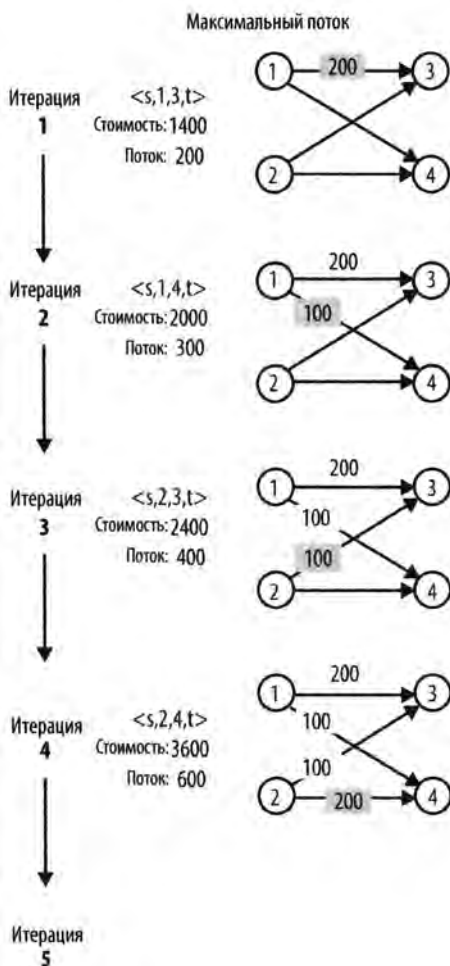 Максимальный поток
Итерация
1
<s,1,3,t>
Стоимость: 1400
Поток: 200
1
200
3
2
4
Итерация
2
<s,1,4,t>
Стоимость: 2000
Поток: 300
1
200
3
100
2
4
Итерация
3
<s,2,3,t>
Стоимость: 2400
Поток: 400
1
200
3
100
100
2
4
Итерация
4
<s,2,4,t>
Стоимость: 3600
Поток: 600
1
200
3
100
100
2
200
4
Итерация
5